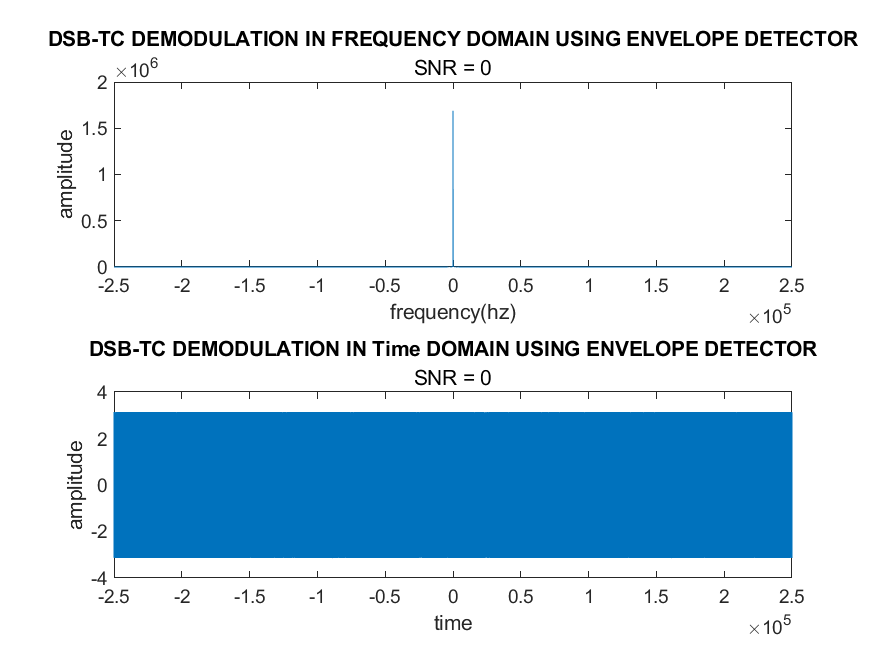 DSB-TC DEMODULATION IN FREQUENCY DOMAIN USING ENVELOPE DETECTOR
SNR = 0
×10^6
2
1.5
1
0.5
0
amplitude
-2.5 -2 -1.5 -1 -0.5 0 0.5 1 1.5 2 2.5
frequency(hz)
×10^5
DSB-TC DEMODULATION IN Time DOMAIN USING ENVELOPE DETECTOR
SNR = 0
4
2
0
-2
-4
amplitude
-2.5 -2 -1.5 -1 -0.5 0 0.5 1 1.5 2 2.5
time
×10^5